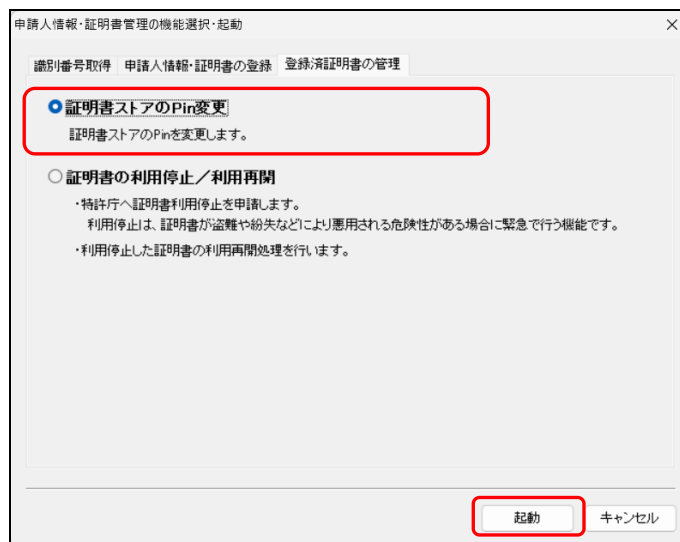 申請人情報・証明書管理の機能選択・起動
識別番号取得 申請人情報・証明書の登録 登録済証明書の管理
証明書ストアのPin変更
証明書ストアのPinを変更します。
証明書の利用停止／利用再開
・特許庁へ証明書利用停止を申請します。
利用停止は、証明書が盗難や紛失などにより悪用される危険性がある場合に緊急で行う機能です。
・利用停止した証明書の利用再開処理を行います。
起動 キャンセル